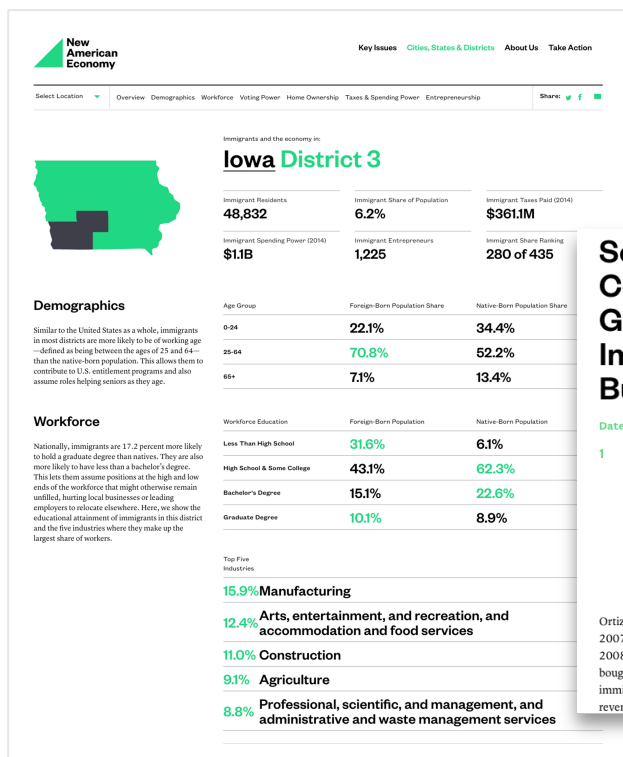 New
American
Economy
Key Issues Cities, States & Districts About Us Take Action
Select Location Overview Demographics Workforce Voting Power Home Ownership Taxes & Spending Power Entrepreneurship Share:
Immigrants and the economy in:
Iowa District 3
Immigrant Residents Immigrant Share of Population Immigrant Taxes Paid (2014)
48,832 6.2% $361.1M
Immigrant Spending Power (2014) Immigrant Entrepreneurs Immigrant Share Ranking
$1.1B 1,225 280 of 435
Demographics
Similar to the United States as a whole, immigrants
in most districts are more likely to be of working age
—defined as being between the ages of 25 and 64—
than the native-born population. This allows them to
contribute to U.S. entitlement programs and also
assume roles helping seniors as they age.
Age Group Foreign-Born Population Share Native-Born Population Share
0-24 22.1% 34.4%
25-64 70.8% 52.2%
65+ 7.1% 13.4%
Workforce
Nationally, immigrants are 17.2 percent more likely
to hold a graduate degree than natives. They are also
more likely to have less than a bachelor's degree.
This lets them assume positions at the high and low
ends of the workforce that might otherwise remain
unfilled, hurting local businesses or leading
employers to relocate elsewhere. Here, we show the
educational attainment of immigrants in this district
and the five industries where they make up the
largest share of workers.
Workforce Education Foreign-Born Population Native-Born Population
Less Than High School 31.6% 6.1%
High School & Some College 43.1% 62.3%
Bachelor's Degree 15.1% 22.6%
Graduate Degree 10.1% 8.9%
Top Five
Industries
15.9% Manufacturing
12.4% Arts, entertainment, and recreation, and
accommodation and food services
11.0% Construction
9.1% Agriculture
8.8% Professional, scientific, and management, and
administrative and waste management services
Date
1
Ortiz
2007
2008